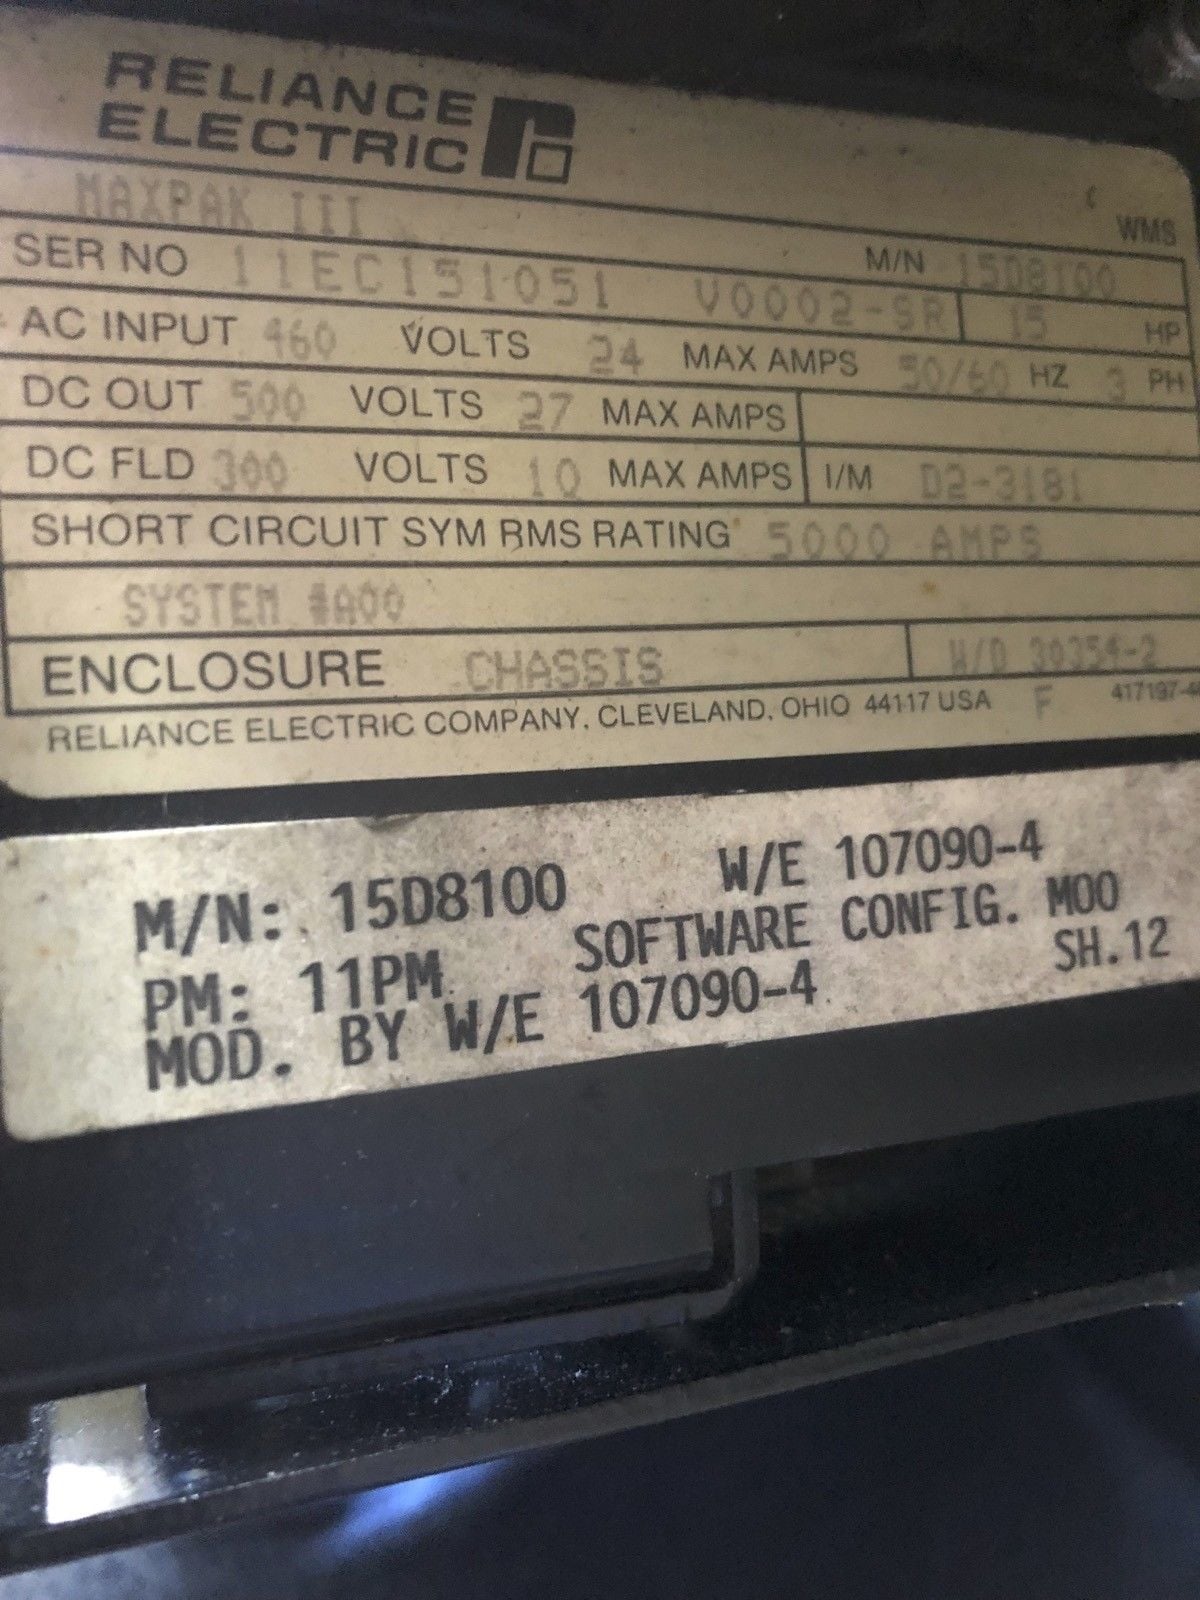 RELIANCE
ELECTRIC
MAXPAK III WMS
M/N 15D8100
SER NO 11EC151051 V0002-SR 15 HP
AC INPUT 460 VOLTS 24 MAX AMPS 50/60 HZ 3 PH
DC OUT 500 VOLTS 27 MAX AMPS
DC FLD 300 VOLTS 10 MAX AMPS I/M D2-3181
SHORT CIRCUIT SYM RMS RATING 5000 AMPS
SYSTEM #A00
ENCLOSURE CHASSIS W/O 30354-2
RELIANCE ELECTRIC COMPANY, CLEVELAND, OHIO 44117 USA F
M/N: 15D8100 W/E 107090-4
PM: 11PM SOFTWARE CONFIG. M00
MOD. BY W/E 107090-4 SH.12